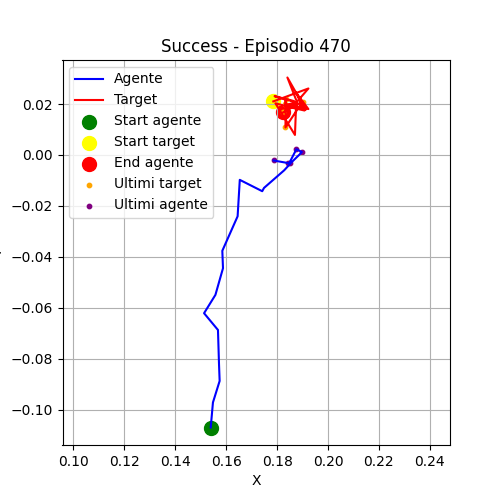 Success - Episodio 470
Agente
Target
Start agente
Start target
End agente
Ultimi target
Ultimi agente
0.02
0.00
−0.02
−0.04
−0.06
−0.08
−0.10
0.10 0.12 0.14 0.16 0.18 0.20 0.22 0.24
X